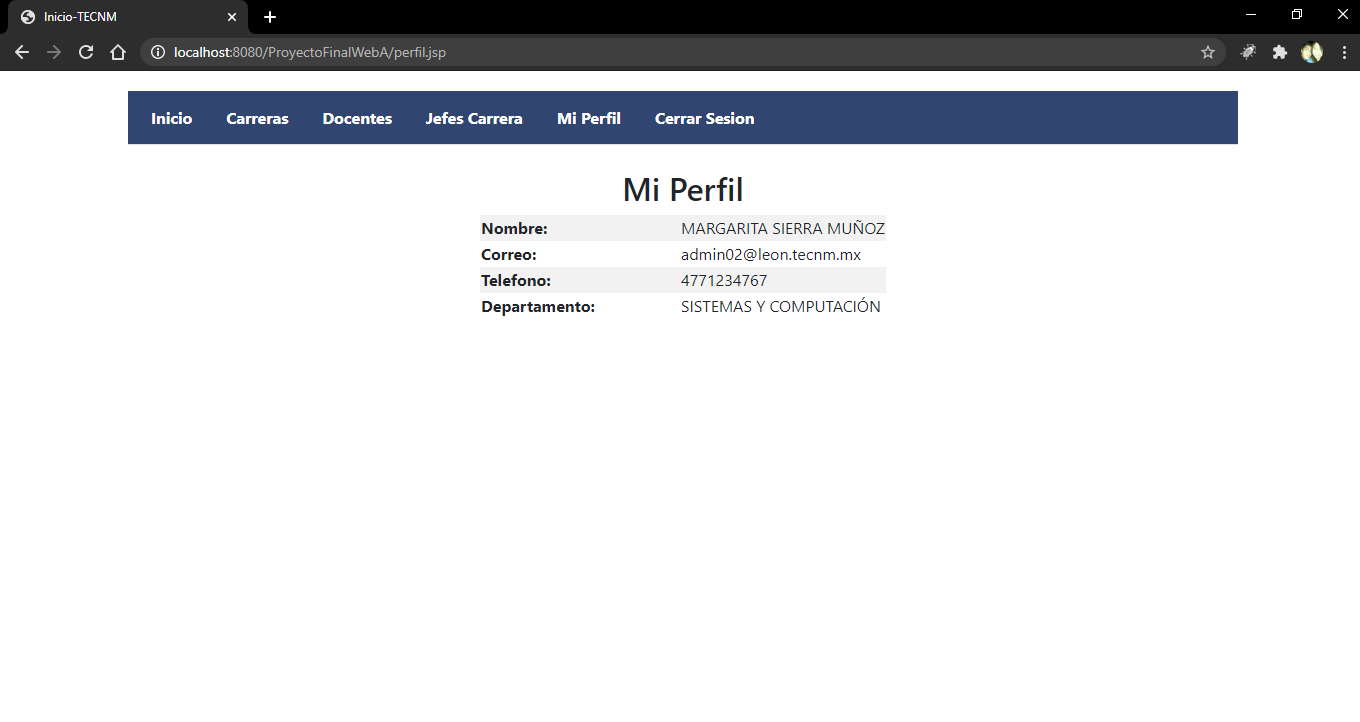 Inicio-TECNM
localhost:8080/ProyectoFinalWebA/perfil.jsp
Inicio Carreras Docentes Jefes Carrera Mi Perfil Cerrar Sesion
Mi Perfil
Nombre: MARGARITA SIERRA MUÑOZ
Correo: admin02@leon.tecnm.mx
Telefono: 4771234767
Departamento: SISTEMAS Y COMPUTACIÓN